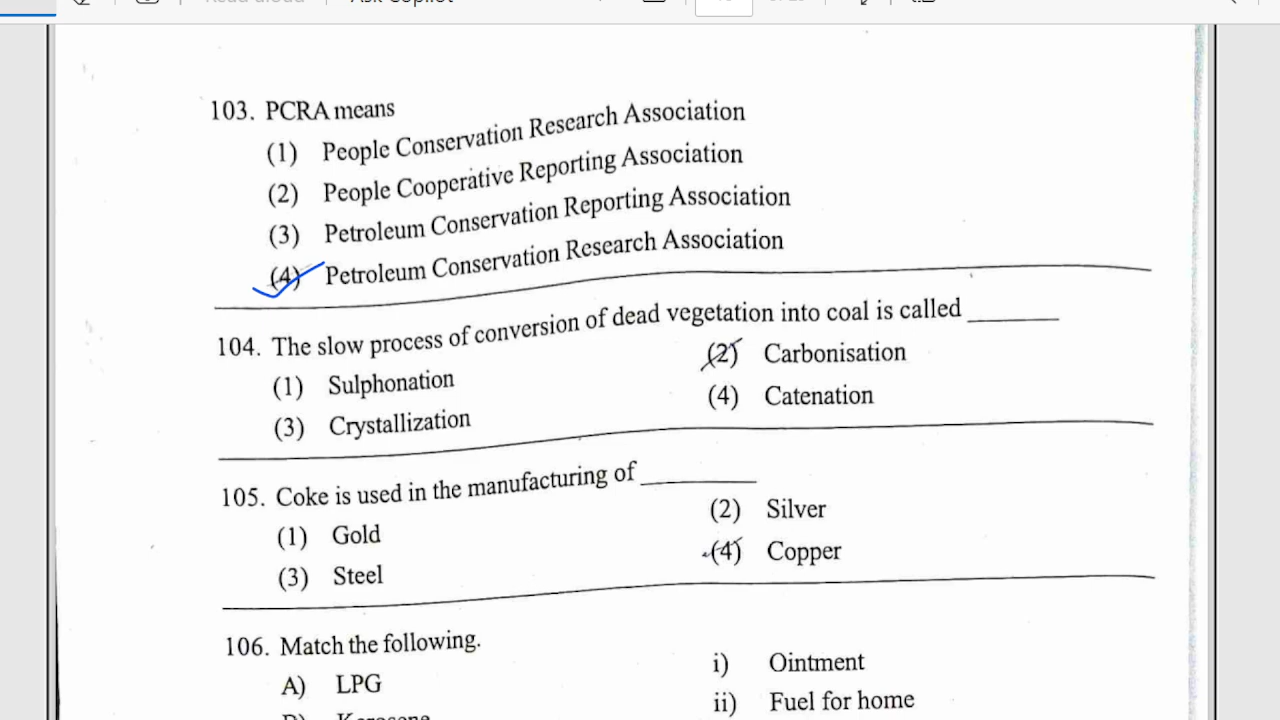 103. PCRA means
(1) People Conservation Research Association
(2) People Cooperative Reporting Association
(3) Petroleum Conservation Reporting Association
(4) Petroleum Conservation Research Association
104. The slow process of conversion of dead vegetation into coal is called ________
(1) Sulphonation (2) Carbonisation
(3) Crystallization (4) Catenation
105. Coke is used in the manufacturing of ________
(1) Gold (2) Silver
(3) Steel (4) Copper
106. Match the following.
A) LPG i) Ointment
ii) Fuel for home